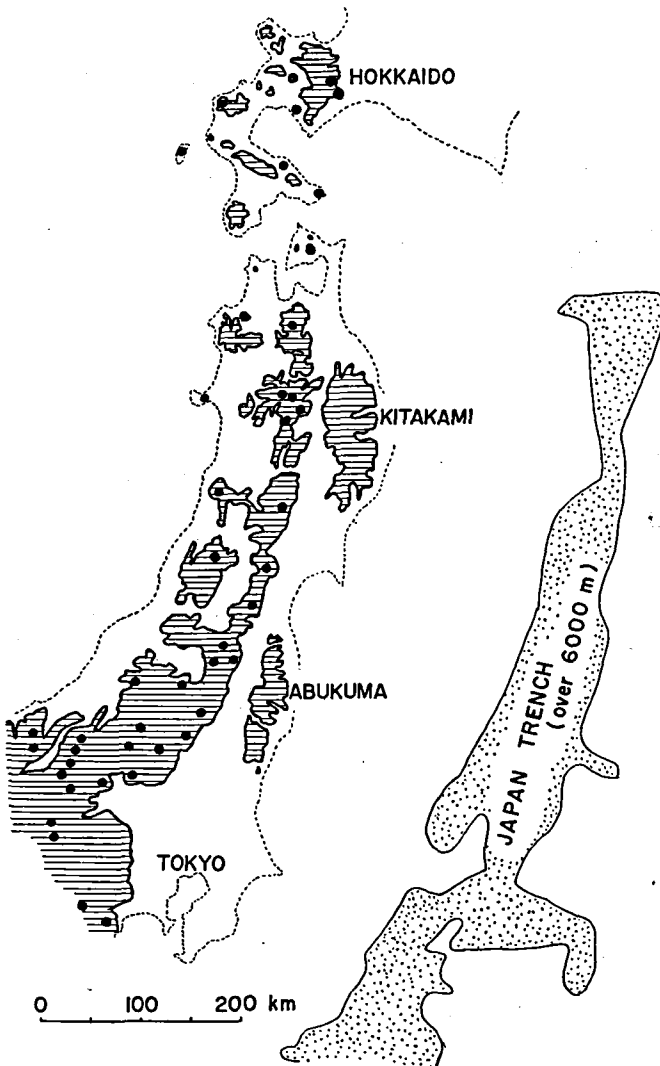 HOKKAIDO
KITAKAMI
ABUKUMA
JAPAN TRENCH
(over 6000 m)
TOKYO
0 100 200 km